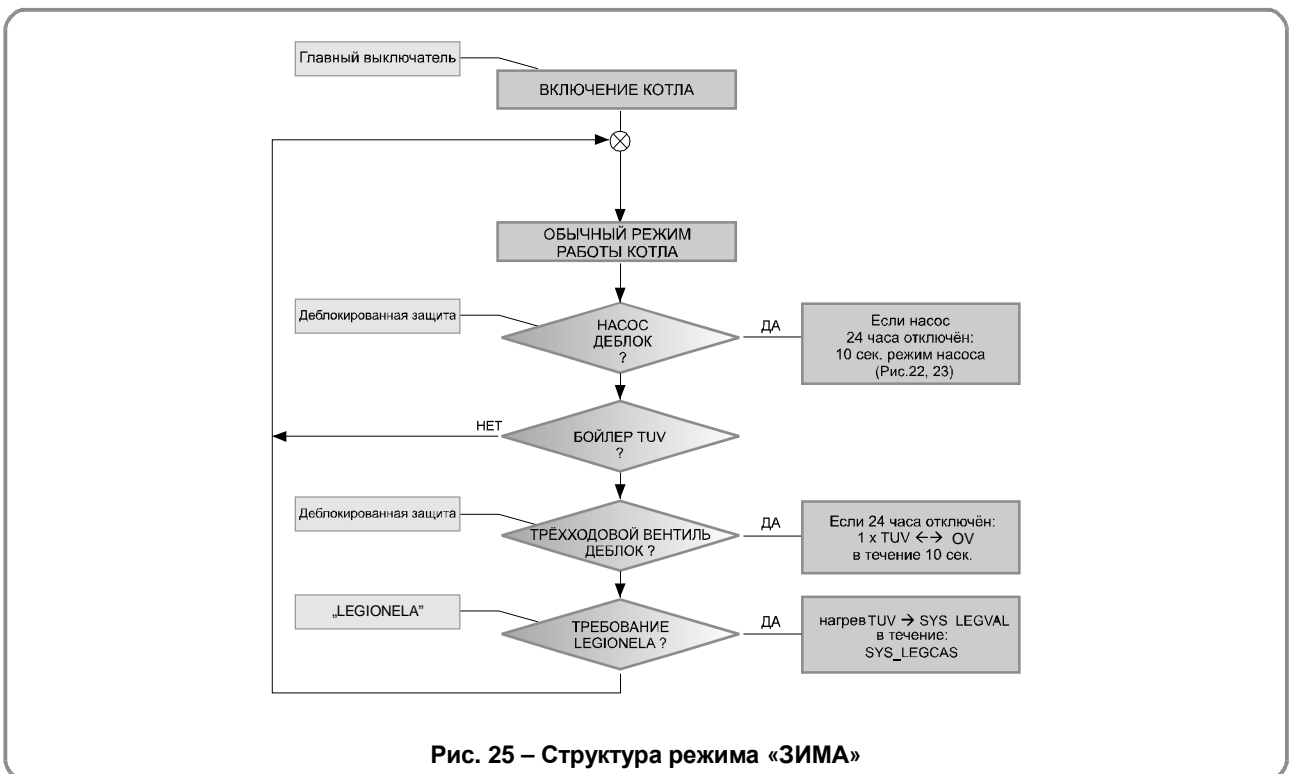 Главный выключатель
ВКЛЮЧЕНИЕ КОТЛА
ОБЫЧНЫЙ РЕЖИМ
РАБОТЫ КОТЛА
Деблокированная защита
НАСОС
ДЕБЛОК
?
ДА
Если насос
24 часа отключён:
10 сек. режим насоса
(Рис.22, 23)
НЕТ
БОЙЛЕР TUV
?
Деблокированная защита
ТРЁХХОДОВОЙ ВЕНТИЛЬ
ДЕБЛОК ?
ДА
Если 24 часа отключён:
1 x TUV ←→ OV
в течение 10 сек.
„LEGIONELA”
ТРЕБОВАНИЕ
LEGIONELA ?
ДА
нагрев TUV → SYS LEGVAL
в течение:
SYS_LEGCAS
Рис. 25 – Структура режима «ЗИМА»